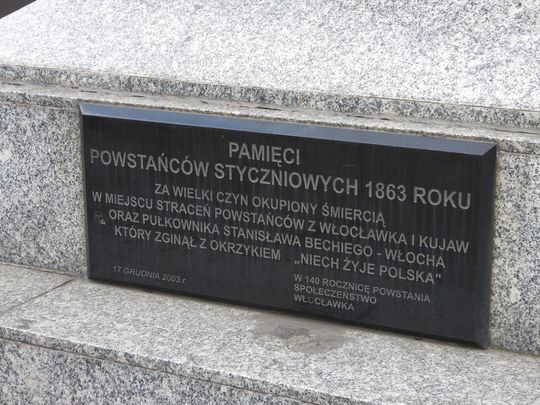 PAMIĘCI
POWSTAŃCÓW STYCZNIOWYCH 1863 ROKU
ZA WIELKI CZYN OKUPIONY ŚMIERCIĄ
W MIEJSCU STRACEŃ POWSTAŃCÓW Z WŁOCŁAWKA I KUJAW
ORAZ PUŁKOWNIKA STANISŁAWA BECHIEGO - WŁOCHA
KTÓRY ZGINĄŁ Z OKRZYKIEM „NIECH ŻYJE POLSKA"
17 GRUDNIA 2003 r.
W 140 ROCZNICĘ POWSTANIA
SPOŁECZEŃSTWO
WŁOCŁAWKA